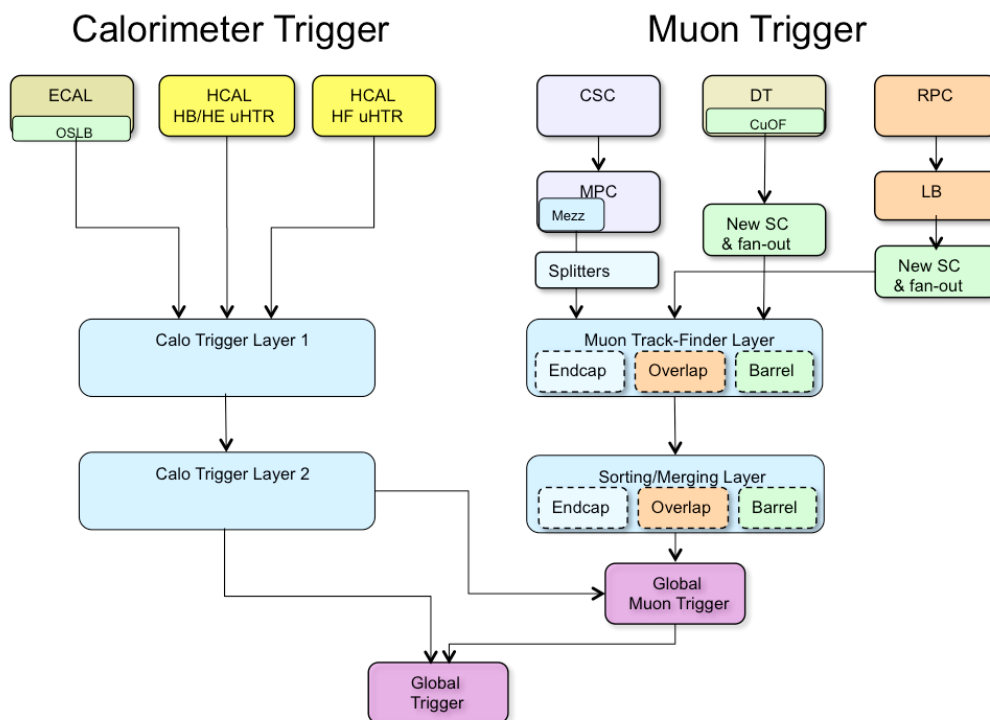 Calorimeter Trigger
Muon Trigger
ECAL
OSLB
HCAL
HB/HE uHTR
HCAL
HF uHTR
CSC
DT
CuOF
RPC
MPC
Mezz
LB
New SC
& fan-out
Splitters
New SC
& fan-out
Calo Trigger Layer 1
Muon Track-Finder Layer
Endcap
Overlap
Barrel
Calo Trigger Layer 2
Sorting/Merging Layer
Endcap
Overlap
Barrel
Global
Muon Trigger
Global
Trigger